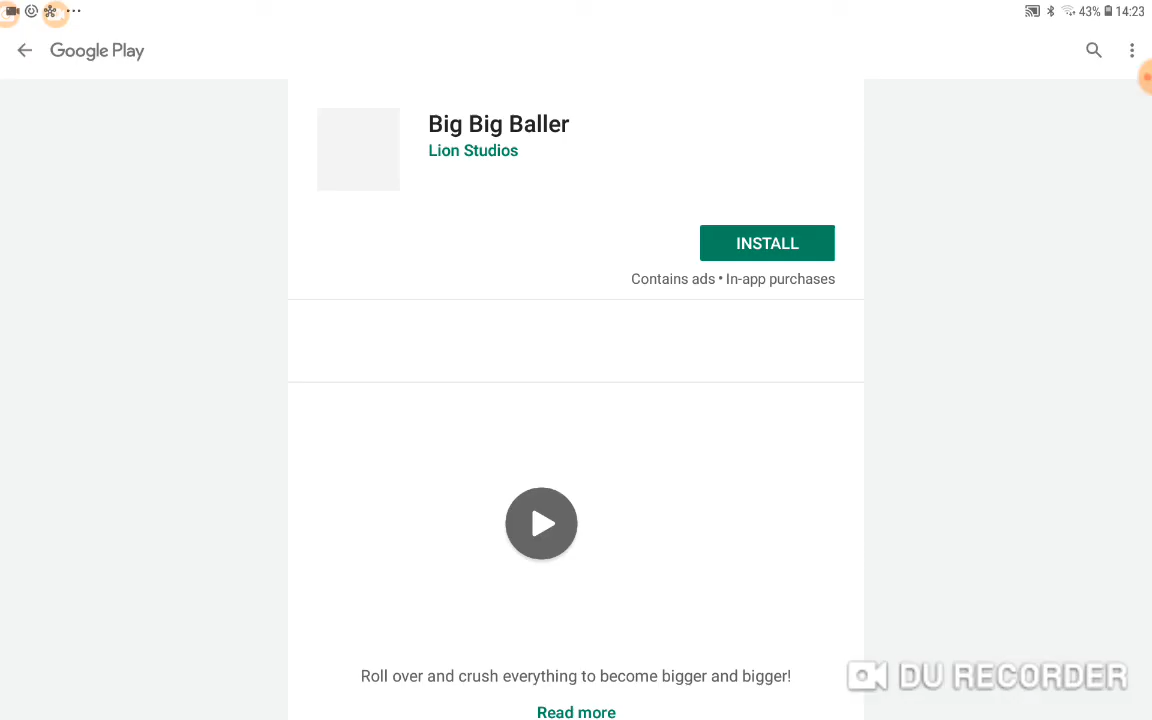 43% 14:23
Google Play
Big Big Baller
Lion Studios
INSTALL
Contains ads • In-app purchases
Roll over and crush everything to become bigger and bigger!
DU RECORDER
Read more